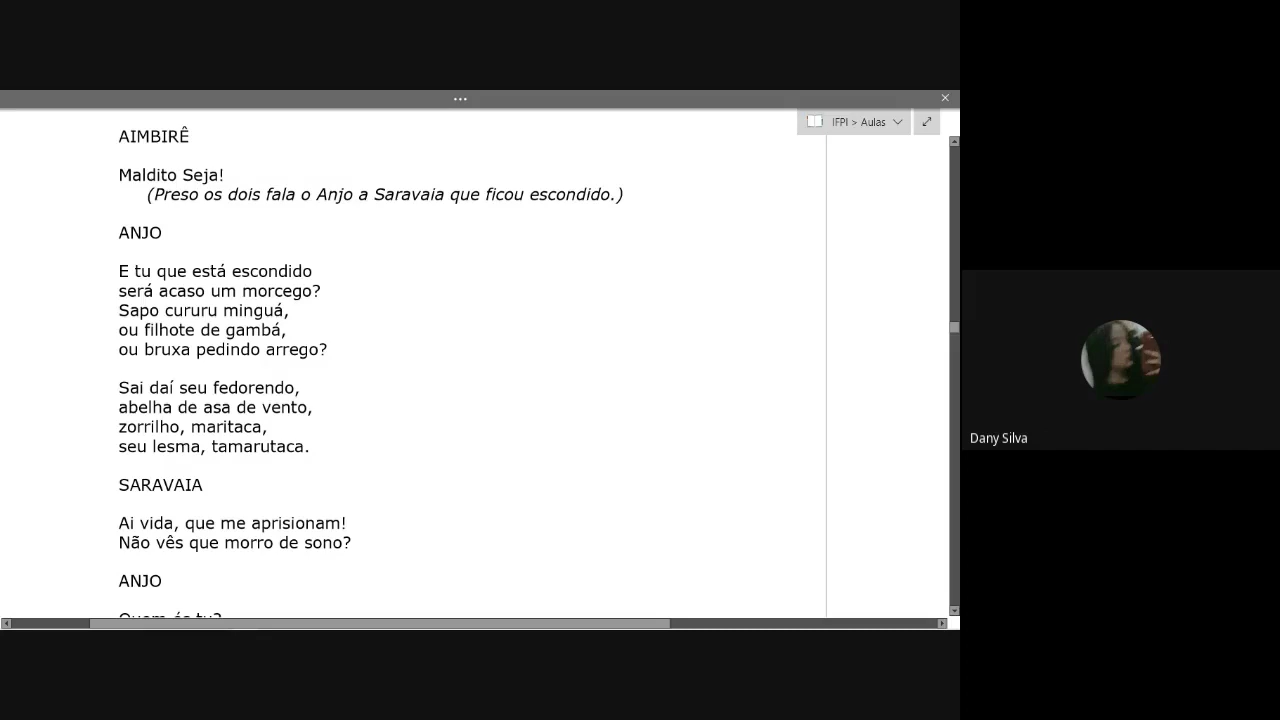 IFPI > Aulas
AIMBIRÊ
Maldito Seja!
(Preso os dois fala o Anjo a Saravaia que ficou escondido.)
ANJO
E tu que está escondido
será acaso um morcego?
Sapo cururu minguá,
ou filhote de gambá,
ou bruxa pedindo arrego?
Sai daí seu fedorendo,
abelha de asa de vento,
zorrilho, maritaca,
seu lesma, tamarutaca.
SARAVAIA
Ai vida, que me aprisionam!
Não vês que morro de sono?
ANJO
Quem és tu?
Dany Silva